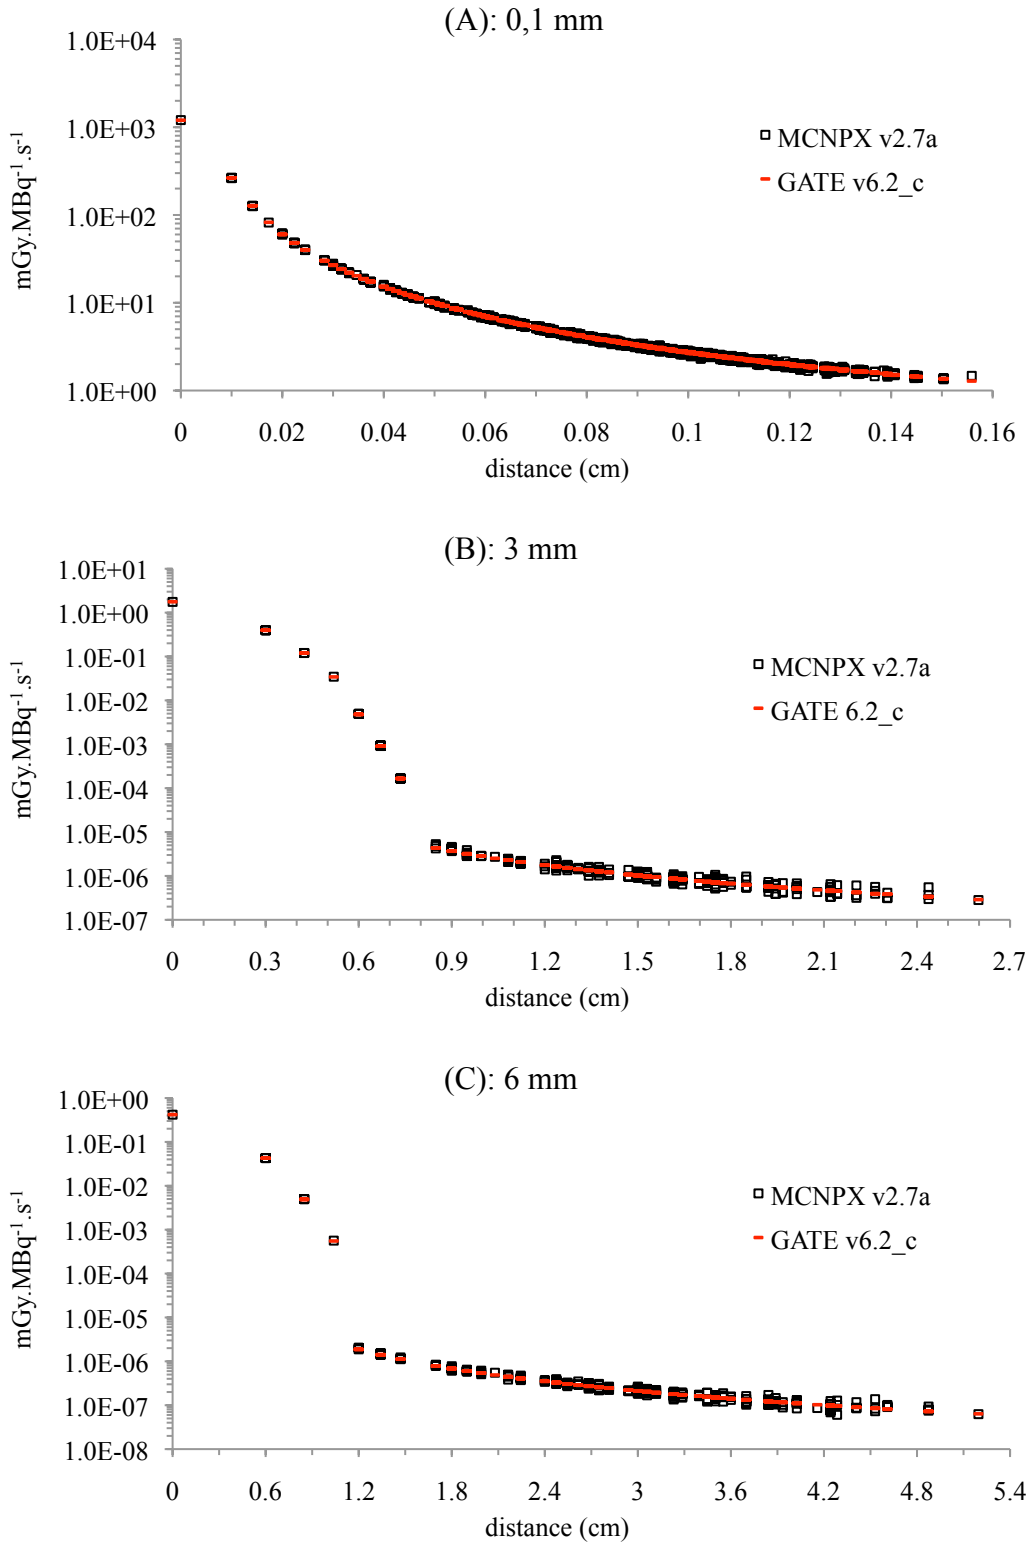 (A): 0,1 mm
1.0E+04
1.0E+03
1.0E+02
1.0E+01
1.0E+00
mGy.MBq⁻¹.s⁻¹
MCNPX v2.7a
GATE v6.2_c
0 0.02 0.04 0.06 0.08 0.1 0.12 0.14 0.16
distance (cm)
(B): 3 mm
1.0E+01
1.0E+00
1.0E-01
1.0E-02
1.0E-03
1.0E-04
1.0E-05
1.0E-06
1.0E-07
mGy.MBq⁻¹.s⁻¹
MCNPX v2.7a
GATE 6.2_c
0 0.3 0.6 0.9 1.2 1.5 1.8 2.1 2.4 2.7
distance (cm)
(C): 6 mm
1.0E+00
1.0E-01
1.0E-02
1.0E-03
1.0E-04
1.0E-05
1.0E-06
1.0E-07
1.0E-08
mGy.MBq⁻¹.s⁻¹
MCNPX v2.7a
GATE v6.2_c
0 0.6 1.2 1.8 2.4 3 3.6 4.2 4.8 5.4
distance (cm)